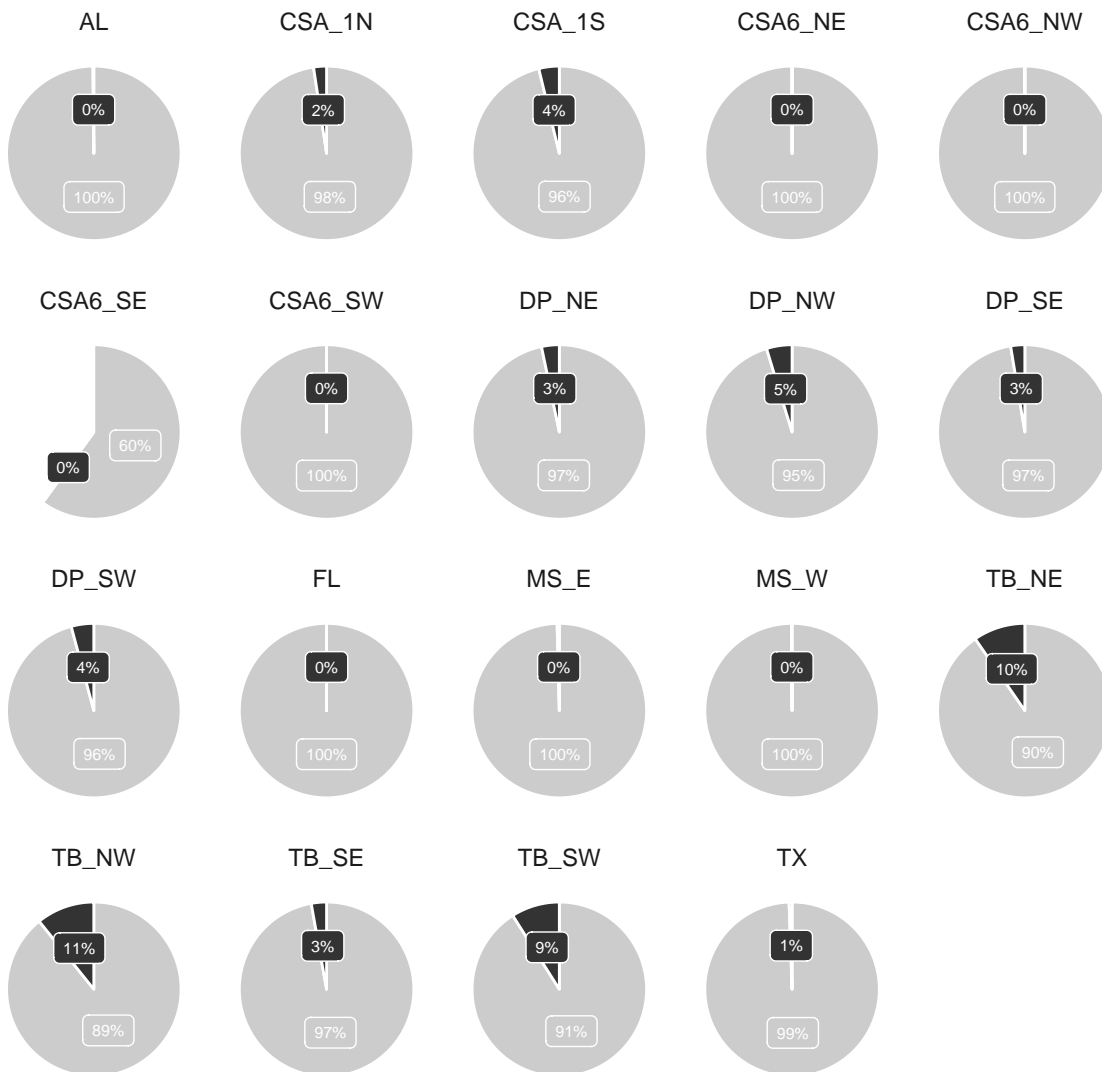 AL CSA_1N CSA_1S CSA6_NE CSA6_NW
0% 2% 4% 0% 0%
100% 98% 96% 100% 100%
CSA6_SE CSA6_SW DP_NE DP_NW DP_SE
0% 3% 5% 3%
60%
0%
100% 97% 95% 97%
DP_SW FL MS_E MS_W TB_NE
4% 0% 0% 0% 10%
96% 100% 100% 100% 90%
TB_NW TB_SE TB_SW TX
11% 3% 9% 1%
89% 97% 91% 99%